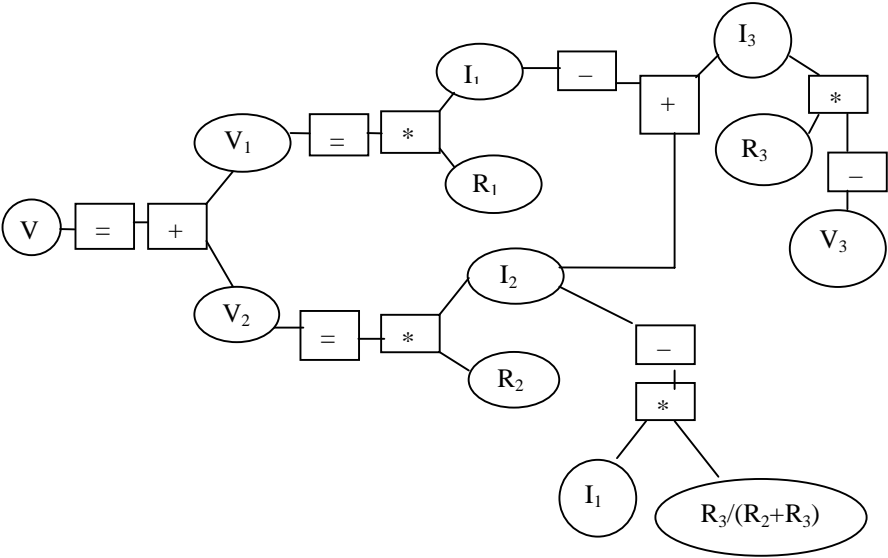 I₃
I₁
–
+
*
V₁
=
*
R₃
R₁
–
V
=
+
V₃
V₂
=
*
I₂
R₂
–
*
I₁
R₃/(R₂+R₃)